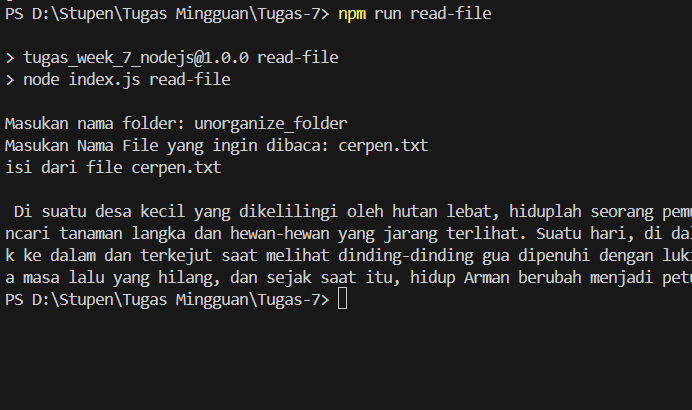 PS D:\Stupen\Tugas Mingguan\Tugas-7> npm run read-file
> tugas_week_7_nodejs@1.0.0 read-file
> node index.js read-file
Masukan nama folder: unorganize_folder
Masukan Nama File yang ingin dibaca: cerpen.txt
isi dari file cerpen.txt
Di suatu desa kecil yang dikelilingi oleh hutan lebat, hiduplah seorang
ncari tanaman langka dan hewan-hewan yang jarang terlihat. Suatu hari, di
k ke dalam dan terkejut saat melihat dinding-dinding gua dipenuhi dengan
a masa lalu yang hilang, dan sejak saat itu, hidup Arman berubah menjadi
PS D:\Stupen\Tugas Mingguan\Tugas-7>